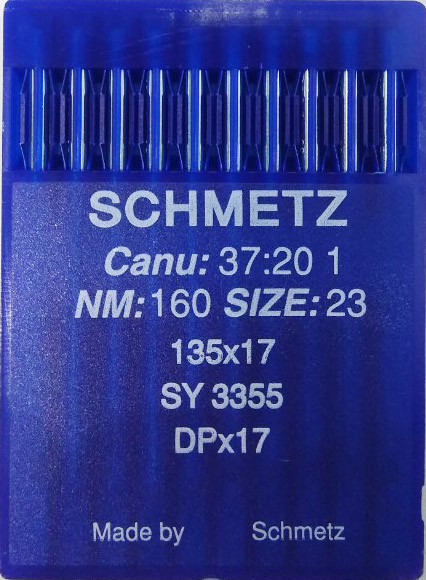 SCHMETZ
Canu: 37:20 1
NM: 160 SIZE: 23
135x17
SY 3355
DPx17
Made by Schmetz